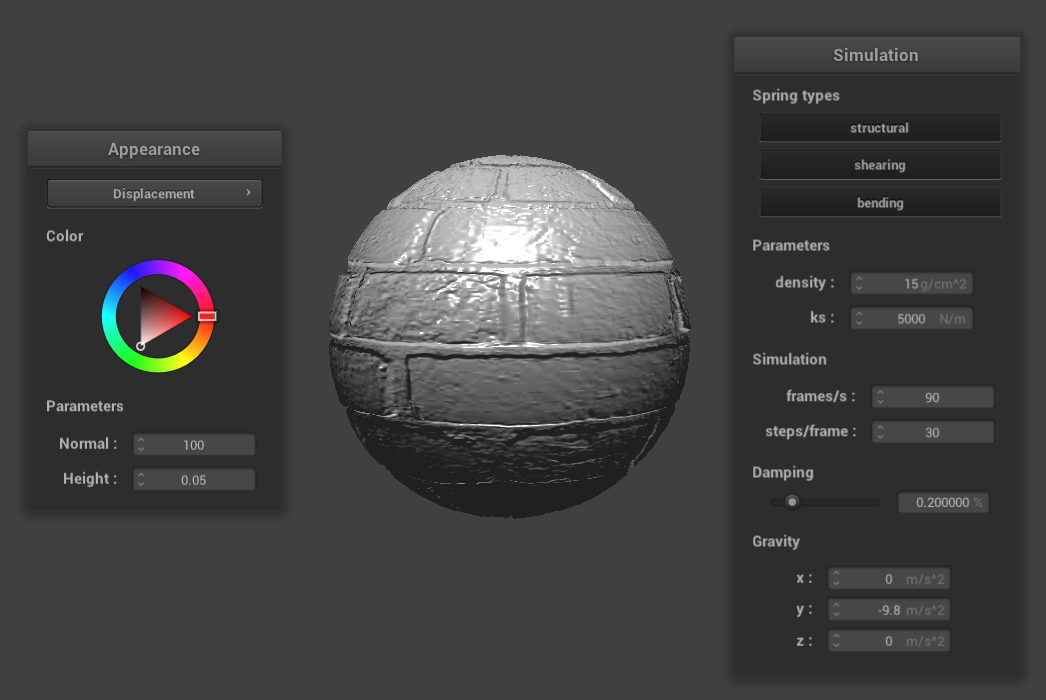 Appearance
Displacement ›
Color
Parameters
Normal : 100
Height : 0.05
Simulation
Spring types
structural
shearing
bending
Parameters
density : 15 g/cm^2
ks : 5000 N/m
Simulation
frames/s : 90
steps/frame : 30
Damping
0.200000 %
Gravity
x : 0 m/s^2
y : -9.8 m/s^2
z : 0 m/s^2